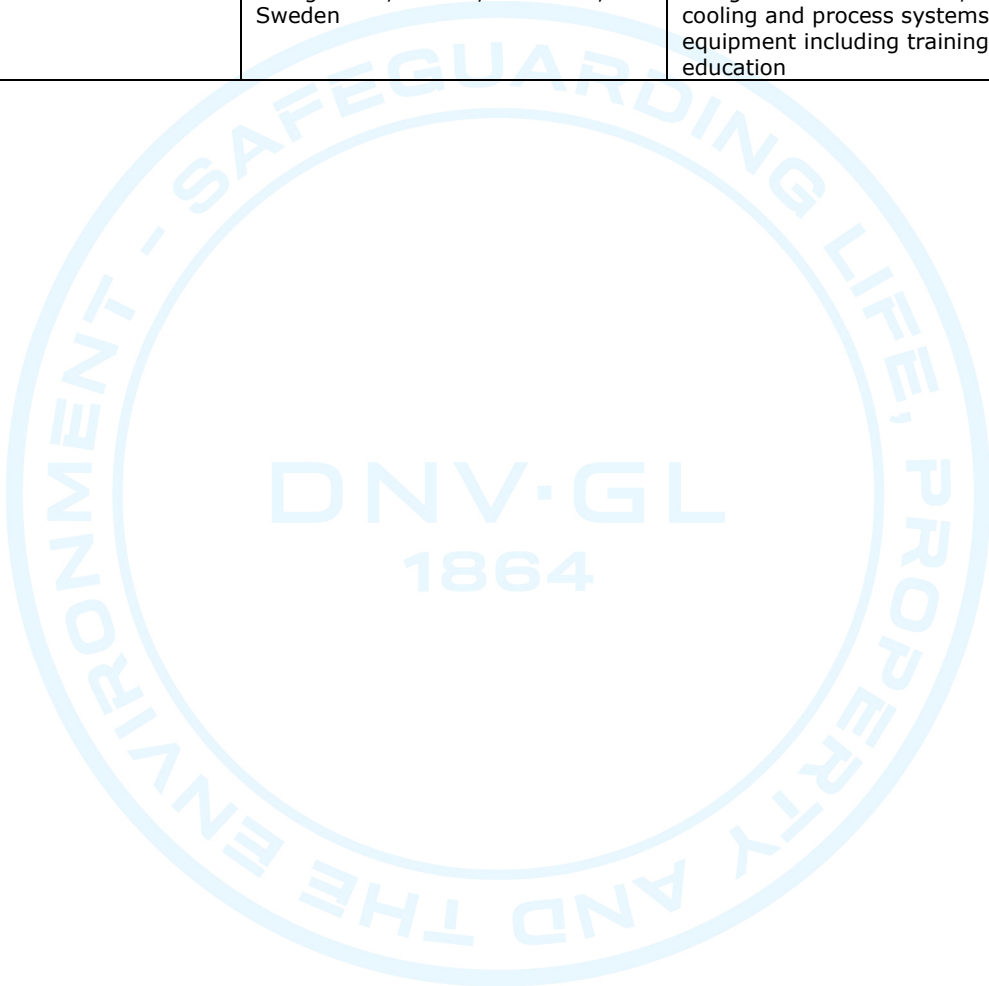 Sweden
cooling and process systems
equipment including training
education
SAFEGUARDING LIFE, PROPERTY AND THE ENVIRONMENT -
DNV·GL
1864